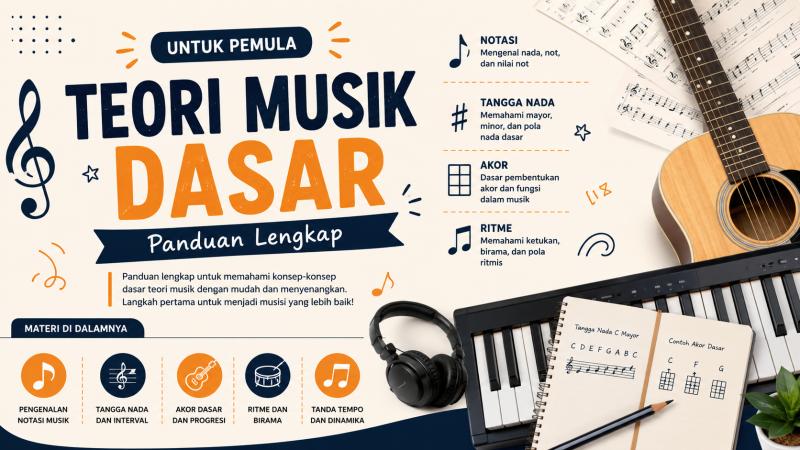 UNTUK PEMULA
TEORI MUSIK
DASAR
Panduan Lengkap
Panduan lengkap untuk memahami konsep-konsep
dasar teori musik dengan mudah dan menyenangkan.
Langkah pertama untuk menjadi musisi yang lebih baik!
NOTASI
Mengenal nada, not,
dan nilai not
TANGGA NADA
Memahami mayor,
minor, dan pola
nada dasar
AKOR
Dasar pembentukan
akor dan fungsi
dalam musik
RITME
Memahami ketukan,
birama, dan pola
ritmis
MATERI DI DALAMNYA
PENGENALAN
NOTASI MUSIK
TANGGA NADA
DAN INTERVAL
AKOR DASAR
DAN PROGRESI
RITME DAN
BIRAMA
TANDA TEMPO
DAN DINAMIKA
Tangga Nada C Mayor
C D E F G A B C
Contoh Akor Dasar
C F G